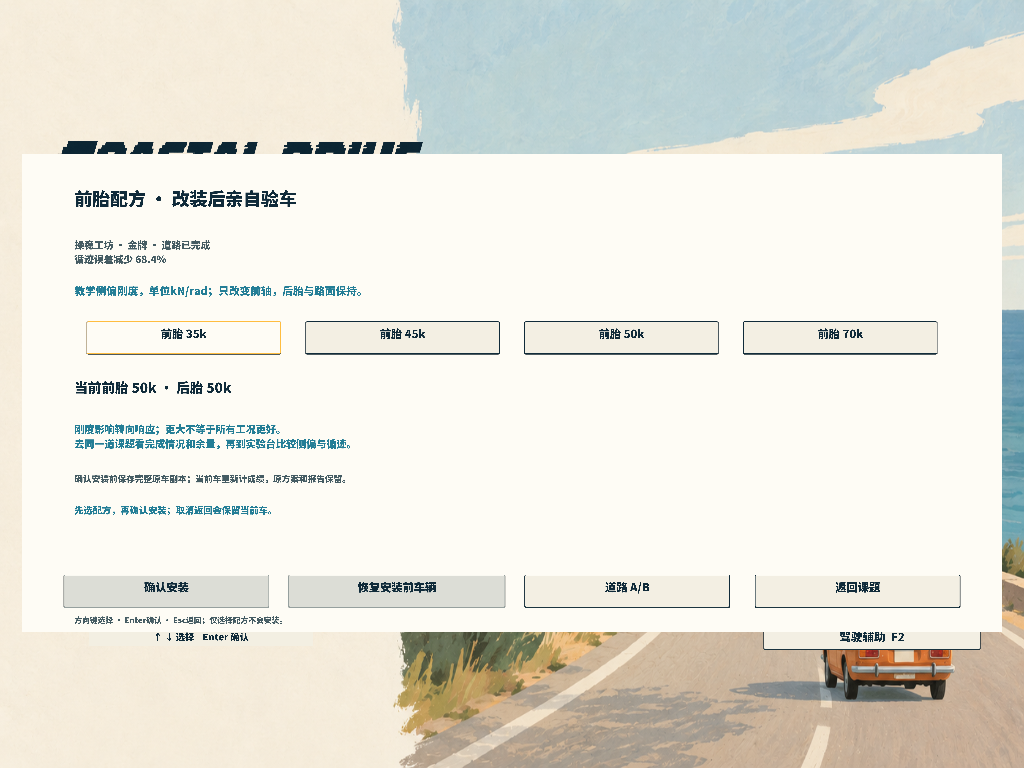 COASTAL DRIVE
前胎配方 · 改装后亲自验车
操稳工坊 · 金牌 · 道路已完成
循迹误差减少 68.4%
教学侧偏刚度，单位kN/rad；只改变前轴，后胎与路面保持。
前胎 35k
前胎 45k
前胎 50k
前胎 70k
当前前胎 50k · 后胎 50k
刚度影响转向响应；更大不等于所有工况更好。
去同一道课题看完成情况和余量，再到实验台比较侧偏与循迹。
确认安装前保存完整原车副本；当前车重新计成绩，原方案和报告保留。
先选配方，再确认安装；取消返回会保留当前车。
确认安装
恢复安装前车辆
道路 A/B
返回课题
方向键选择 · Enter确认 · Esc返回；仅选择配方不会安装。
↑ ↓ 选择 Enter 确认
驾驶辅助 F2